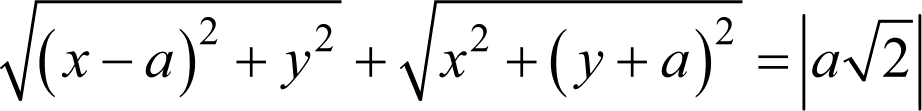 √((x − a)² + y²) + √(x² + (y + a)²) = |a√2|